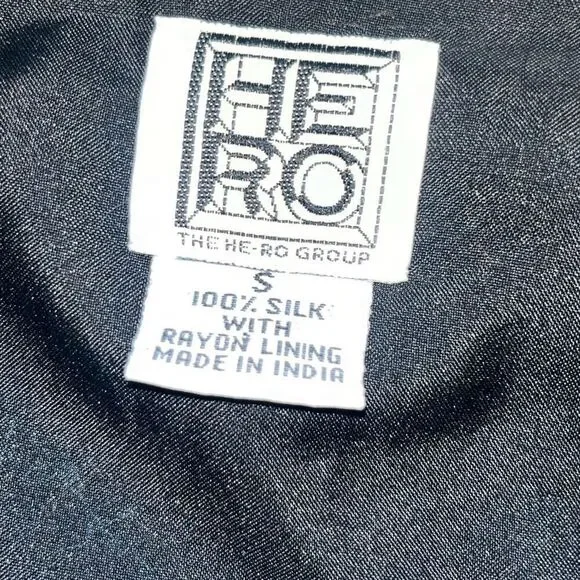 HE
RO
THE HE-RO GROUP
S
100% SILK
WITH
RAYON LINING
MADE IN INDIA